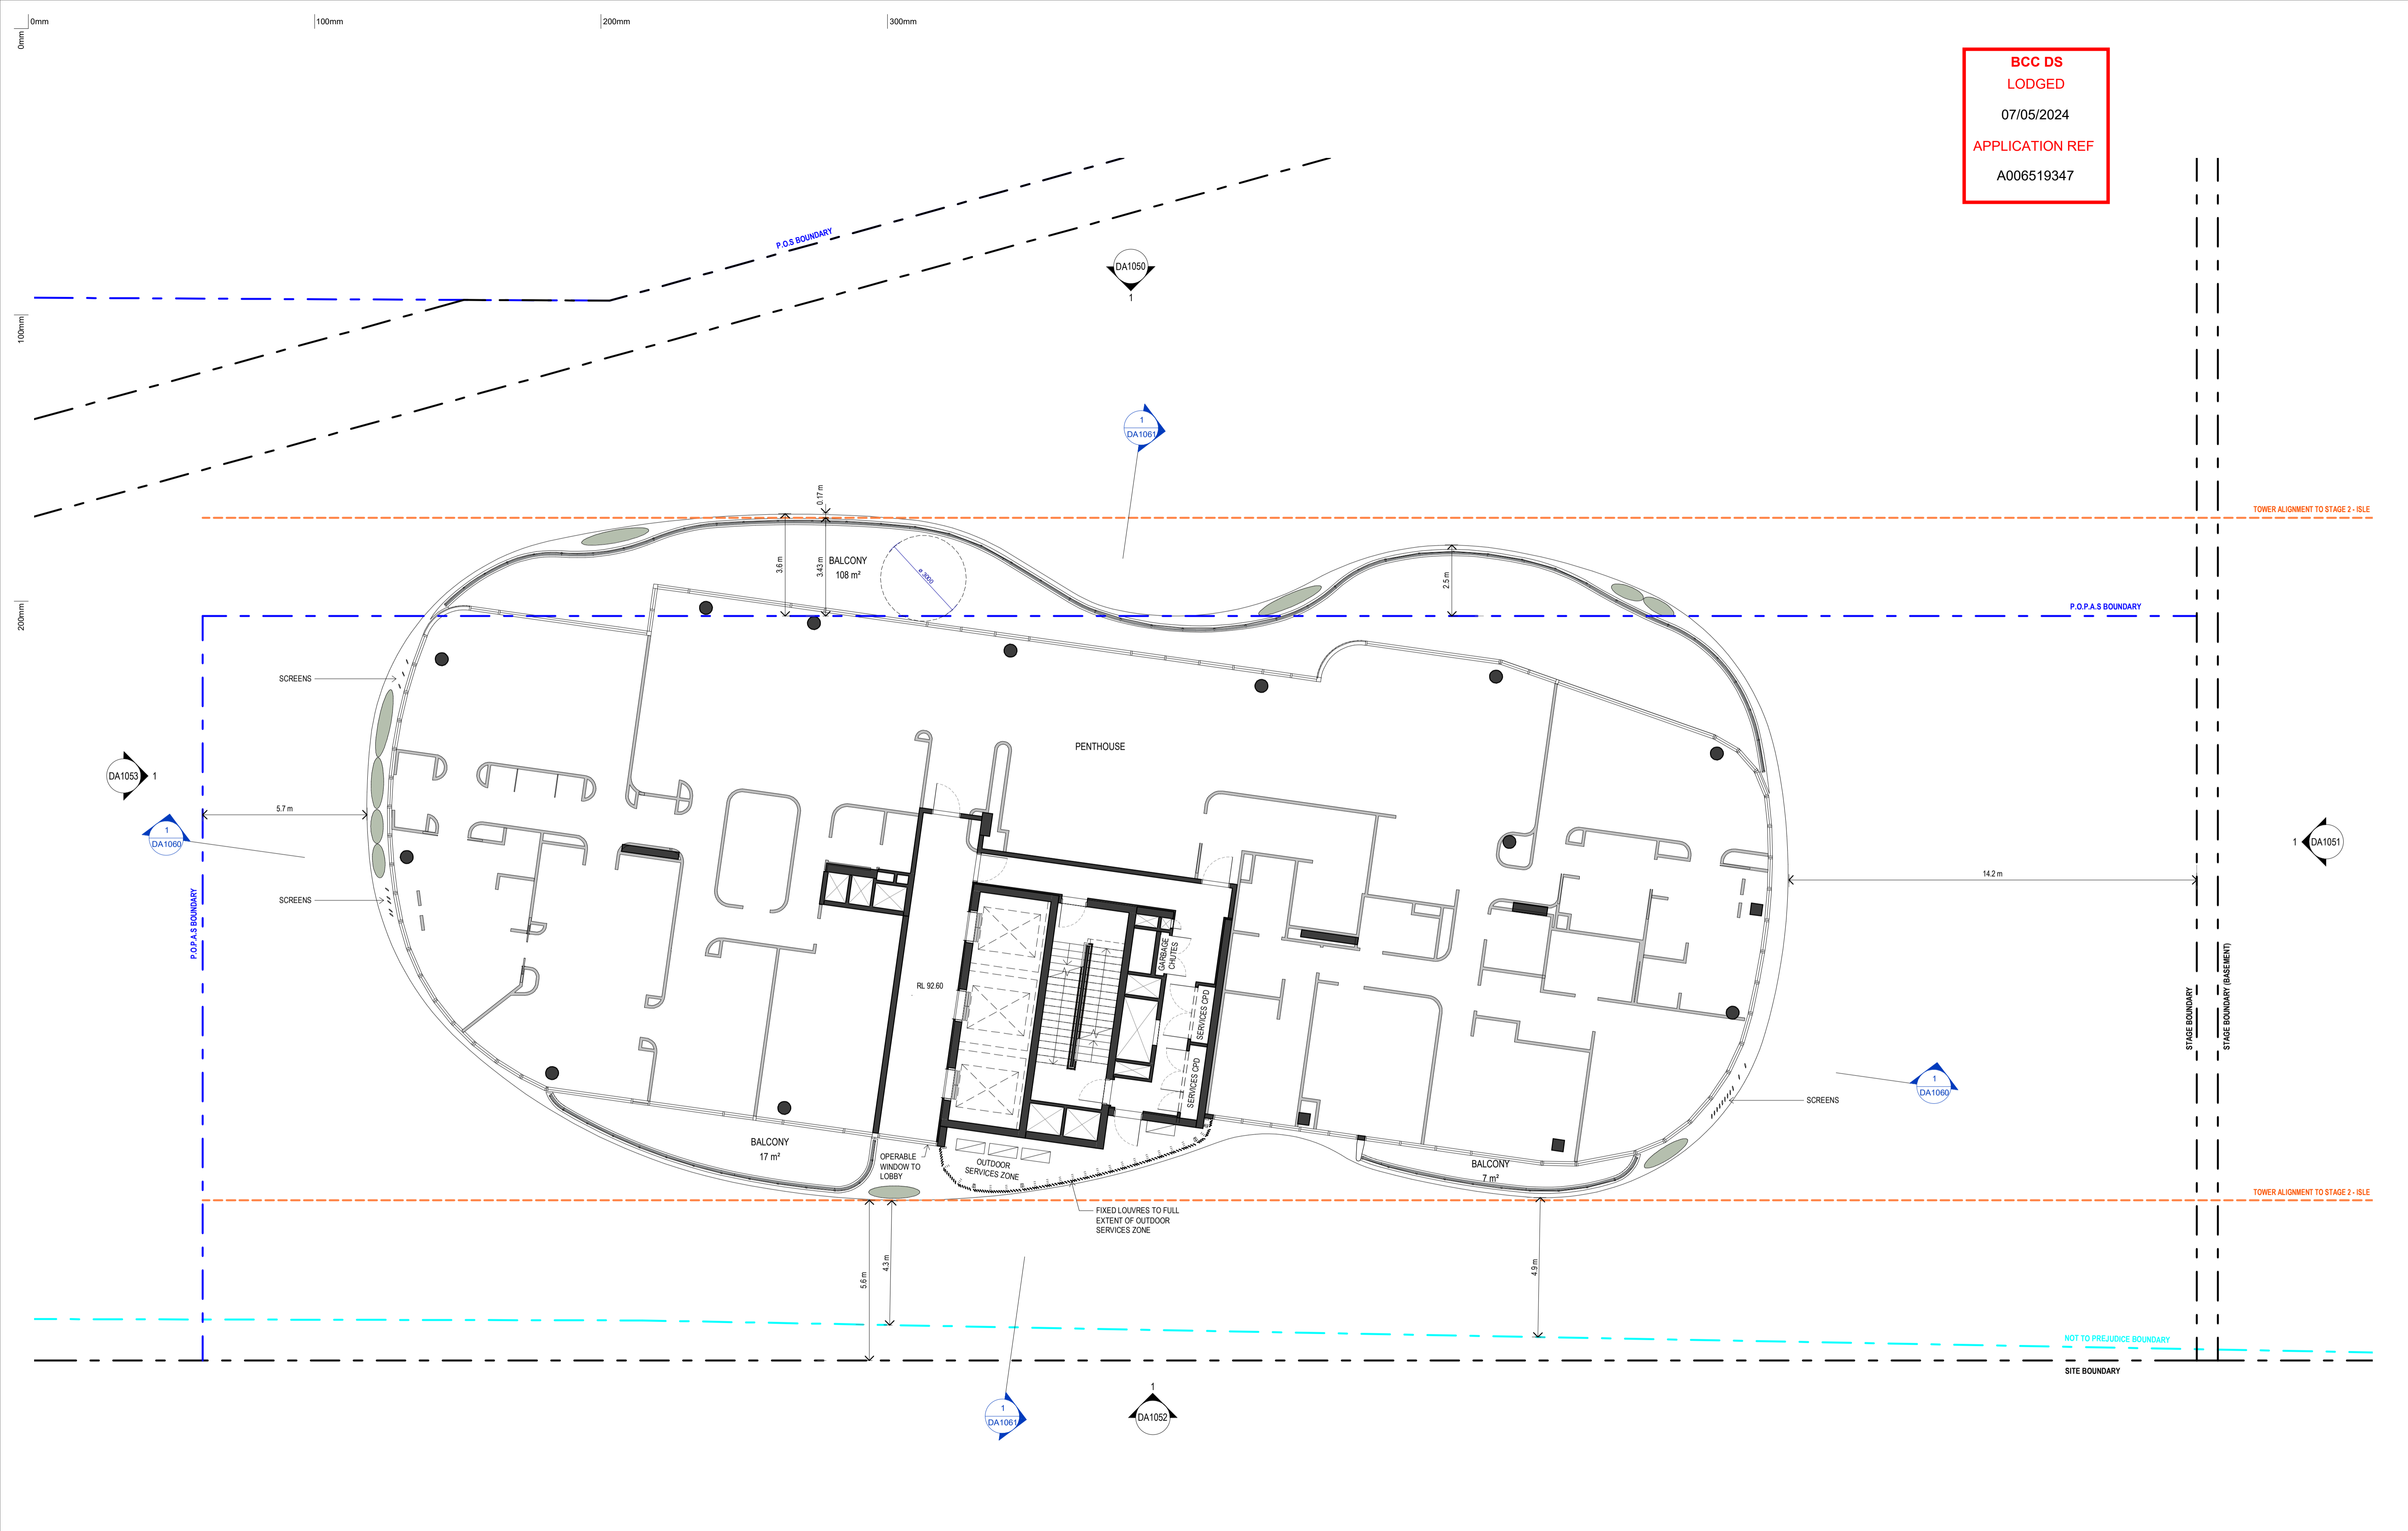 0mm
100mm
200mm
300mm
0mm
100mm
200mm
BCC DS
LODGED
07/05/2024
APPLICATION REF
A006519347
P.O.S BOUNDARY
DA1050
1
1
DA1061
TOWER ALIGNMENT TO STAGE 2 - ISLE
0.17 m
3.6 m
3.43 m
BALCONY
108 m²
ø 3000
2.5 m
P.O.P.A.S BOUNDARY
SCREENS
PENTHOUSE
DA1053
1
5.7 m
1
DA1060
1
DA1051
14.2 m
SCREENS
P.O.P.A.S BOUNDARY
GARBAGE
CHUTES
RL 92.60
SERVICES CPD
SERVICES CPD
STAGE BOUNDARY
STAGE BOUNDARY (BASEMENT)
1
DA1060
SCREENS
BALCONY
17 m²
OPERABLE
WINDOW TO
LOBBY
OUTDOOR
SERVICES ZONE
BALCONY
7 m²
TOWER ALIGNMENT TO STAGE 2 - ISLE
FIXED LOUVRES TO FULL
EXTENT OF OUTDOOR
SERVICES ZONE
5.6 m
4.3 m
4.9 m
NOT TO PREJUDICE BOUNDARY
SITE BOUNDARY
1
DA1061
1
DA1052